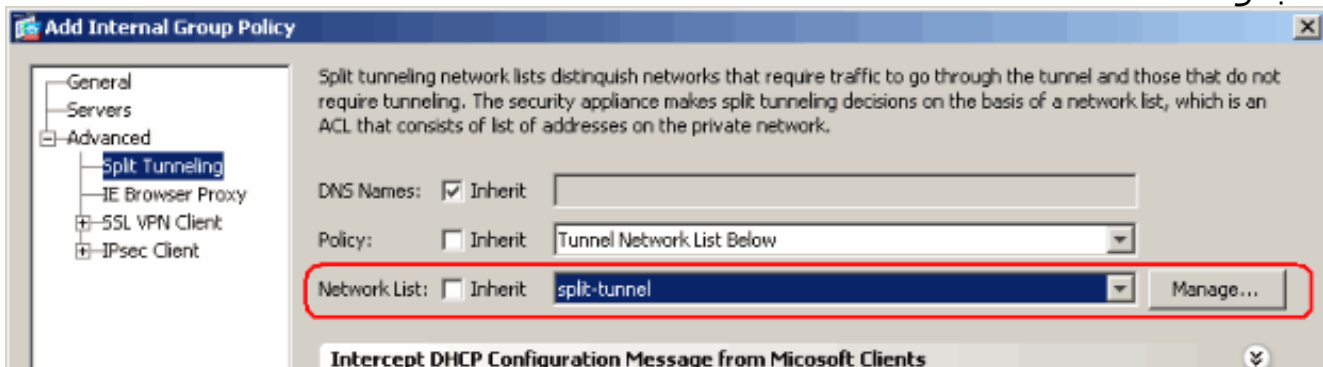 Add Internal Group Policy
General
Servers
Advanced
Split Tunneling
IE Browser Proxy
SSL VPN Client
IPsec Client
Split tunneling network lists distinguish networks that require traffic to go through the tunnel and those that do not
require tunneling. The security appliance makes split tunneling decisions on the basis of a network list, which is an
ACL that consists of list of addresses on the private network.
DNS Names: Inherit
Policy: Inherit Tunnel Network List Below
Network List: Inherit split-tunnel Manage...
Intercept DHCP Configuration Message from Micosoft Clients